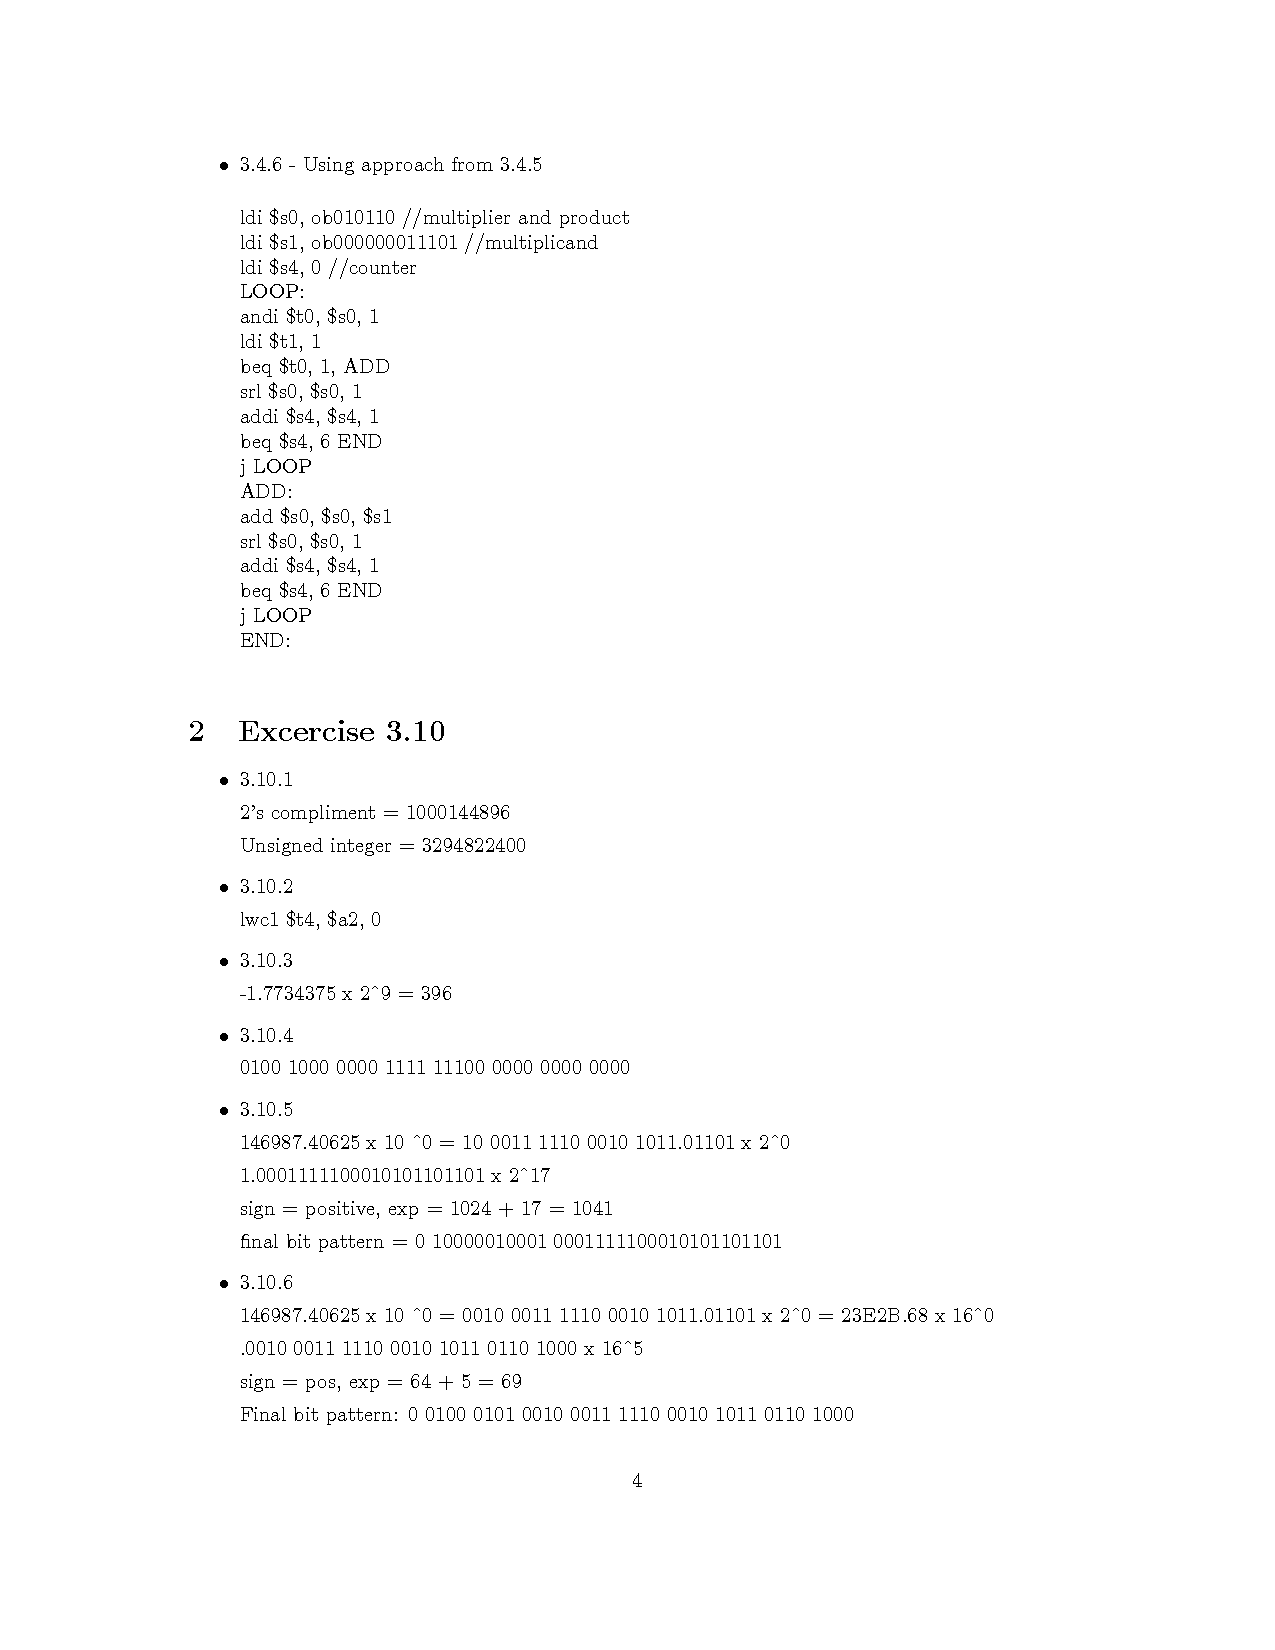 • 3.4.6 - Using approach from 3.4.5
ldi $s0, ob010110 //multiplier and product
ldi $s1, ob000000011101 //multiplicand
ldi $s4, 0 //counter
LOOP:
andi $t0, $s0, 1
ldi $t1, 1
beq $t0, 1, ADD
srl $s0, $s0, 1
addi $s4, $s4, 1
beq $s4, 6 END
j LOOP
ADD:
add $s0, $s0, $s1
srl $s0, $s0, 1
addi $s4, $s4, 1
beq $s4, 6 END
j LOOP
END:
2 Excercise 3.10
• 3.10.1
2's compliment = 1000144896
Unsigned integer = 3294822400
• 3.10.2
lwc1 $t4, $a2, 0
• 3.10.3
-1.7734375 x 2^9 = 396
• 3.10.4
0100 1000 0000 1111 11100 0000 0000 0000
• 3.10.5
146987.40625 x 10 ^0 = 10 0011 1110 0010 1011.01101 x 2^0
1.0001111100010101101101 x 2^17
sign = positive, exp = 1024 + 17 = 1041
final bit pattern = 0 10000010001 0001111100010101101101
• 3.10.6
146987.40625 x 10 ^0 = 0010 0011 1110 0010 1011.01101 x 2^0 = 23E2B.68 x 16^0
.0010 0011 1110 0010 1011 0110 1000 x 16^5
sign = pos, exp = 64 + 5 = 69
Final bit pattern: 0 0100 0101 0010 0011 1110 0010 1011 0110 1000
4